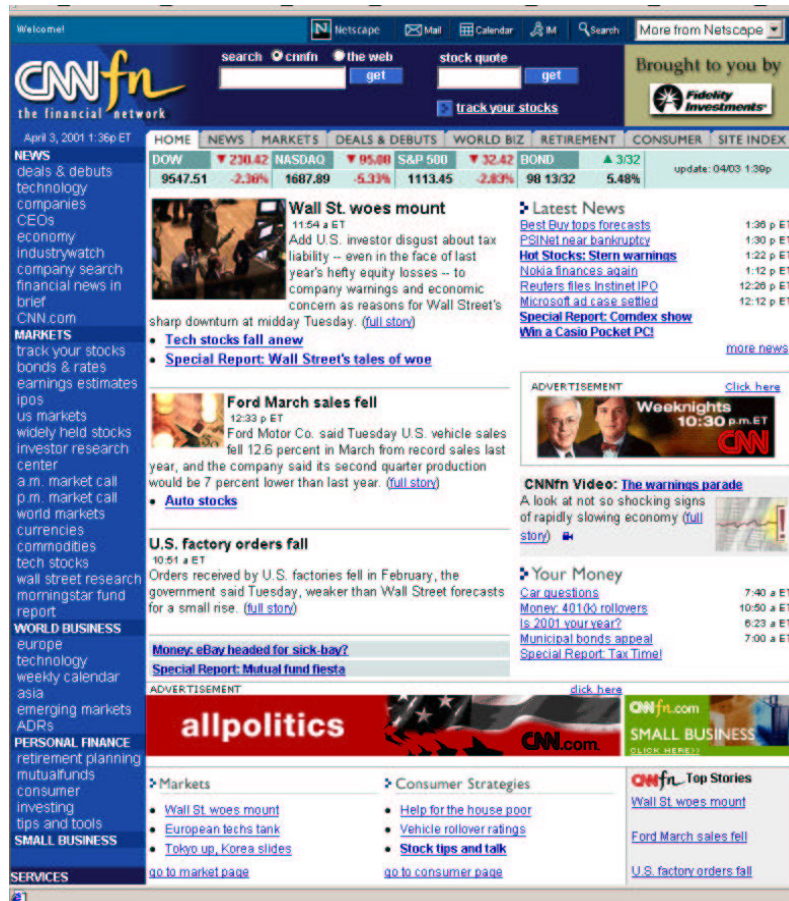 Welcome!
N Netscape Mail Calendar IM Search More from Netscape
CNNfn
the financial network
search cnnfn the web
get
stock quote
get
track your stocks
Brought to you by
Fidelity Investments
April 3, 2001 1:36p ET
HOME NEWS MARKETS DEALS & DEBUTS WORLD BIZ RETIREMENT CONSUMER SITE INDEX
DOW ▼ 230.42 NASDAQ ▼ 95.08 S&P 500 ▼ 32.42 BOND ▲ 3/32
9547.51 -2.36% 1687.89 -5.33% 1113.45 -2.83% 98 13/32 5.48%
update: 04/03 1:39p
NEWS
deals & debuts
technology
companies
CEOs
economy
industrywatch
company search
financial news in
brief
CNN.com
MARKETS
track your stocks
bonds & rates
earnings estimates
ipos
us markets
widely held stocks
investor research
center
a.m. market call
p.m. market call
world markets
currencies
commodities
tech stocks
wall street research
morningstar fund
report
WORLD BUSINESS
europe
technology
weekly calendar
asia
emerging markets
ADRs
PERSONAL FINANCE
retirement planning
mutualfunds
consumer
investing
tips and tools
SMALL BUSINESS
SERVICES
Wall St. woes mount
11:54 a ET
Add U.S. investor disgust about tax
liability -- even in the face of last
year's hefty equity losses -- to
company warnings and economic
concern as reasons for Wall Street's
sharp downturn at midday Tuesday. (full story)
• Tech stocks fall anew
• Special Report: Wall Street's tales of woe
Ford March sales fell
12:33 p ET
Ford Motor Co. said Tuesday U.S. vehicle sales
fell 12.6 percent in March from record sales last
year, and the company said its second quarter production
would be 7 percent lower than last year. (full story)
• Auto stocks
U.S. factory orders fall
10:51 a ET
Orders received by U.S. factories fell in February, the
government said Tuesday, weaker than Wall Street forecasts
for a small rise. (full story)
Money: eBay headed for sick-bay?
Special Report: Mutual fund fiesta
Latest News
Best Buy tops forecasts 1:36 p ET
PSINet near bankruptcy 1:30 p ET
Hot Stocks: Stern warnings 1:22 p ET
Nokia finances again 1:12 p ET
Reuters files Instinet IPO 12:26 p ET
Microsoft ad case settled 12:12 p ET
Special Report: Comdex show
Win a Casio Pocket PC!
more news
ADVERTISEMENT Click here
Weeknights
10:30 p.m.ET
CNN
CNNfn Video: The warnings parade
A look at not so shocking signs
of rapidly slowing economy (full
story)
Your Money
Car questions 7:40 a ET
Money: 401(k) rollovers 10:50 a ET
Is 2001 your year? 6:23 a ET
Municipal bonds appeal 7:00 a ET
Special Report: Tax Time!
ADVERTISEMENT click here
allpolitics
CNN.com
CNNfn.com
SMALL BUSINESS
CLICK HERE>>
Markets
• Wall St. woes mount
• European techs tank
• Tokyo up, Korea slides
go to market page
Consumer Strategies
• Help for the house poor
• Vehicle rollover ratings
• Stock tips and talk
go to consumer page
CNNfn Top Stories
Wall St. woes mount
Ford March sales fell
U.S. factory orders fall